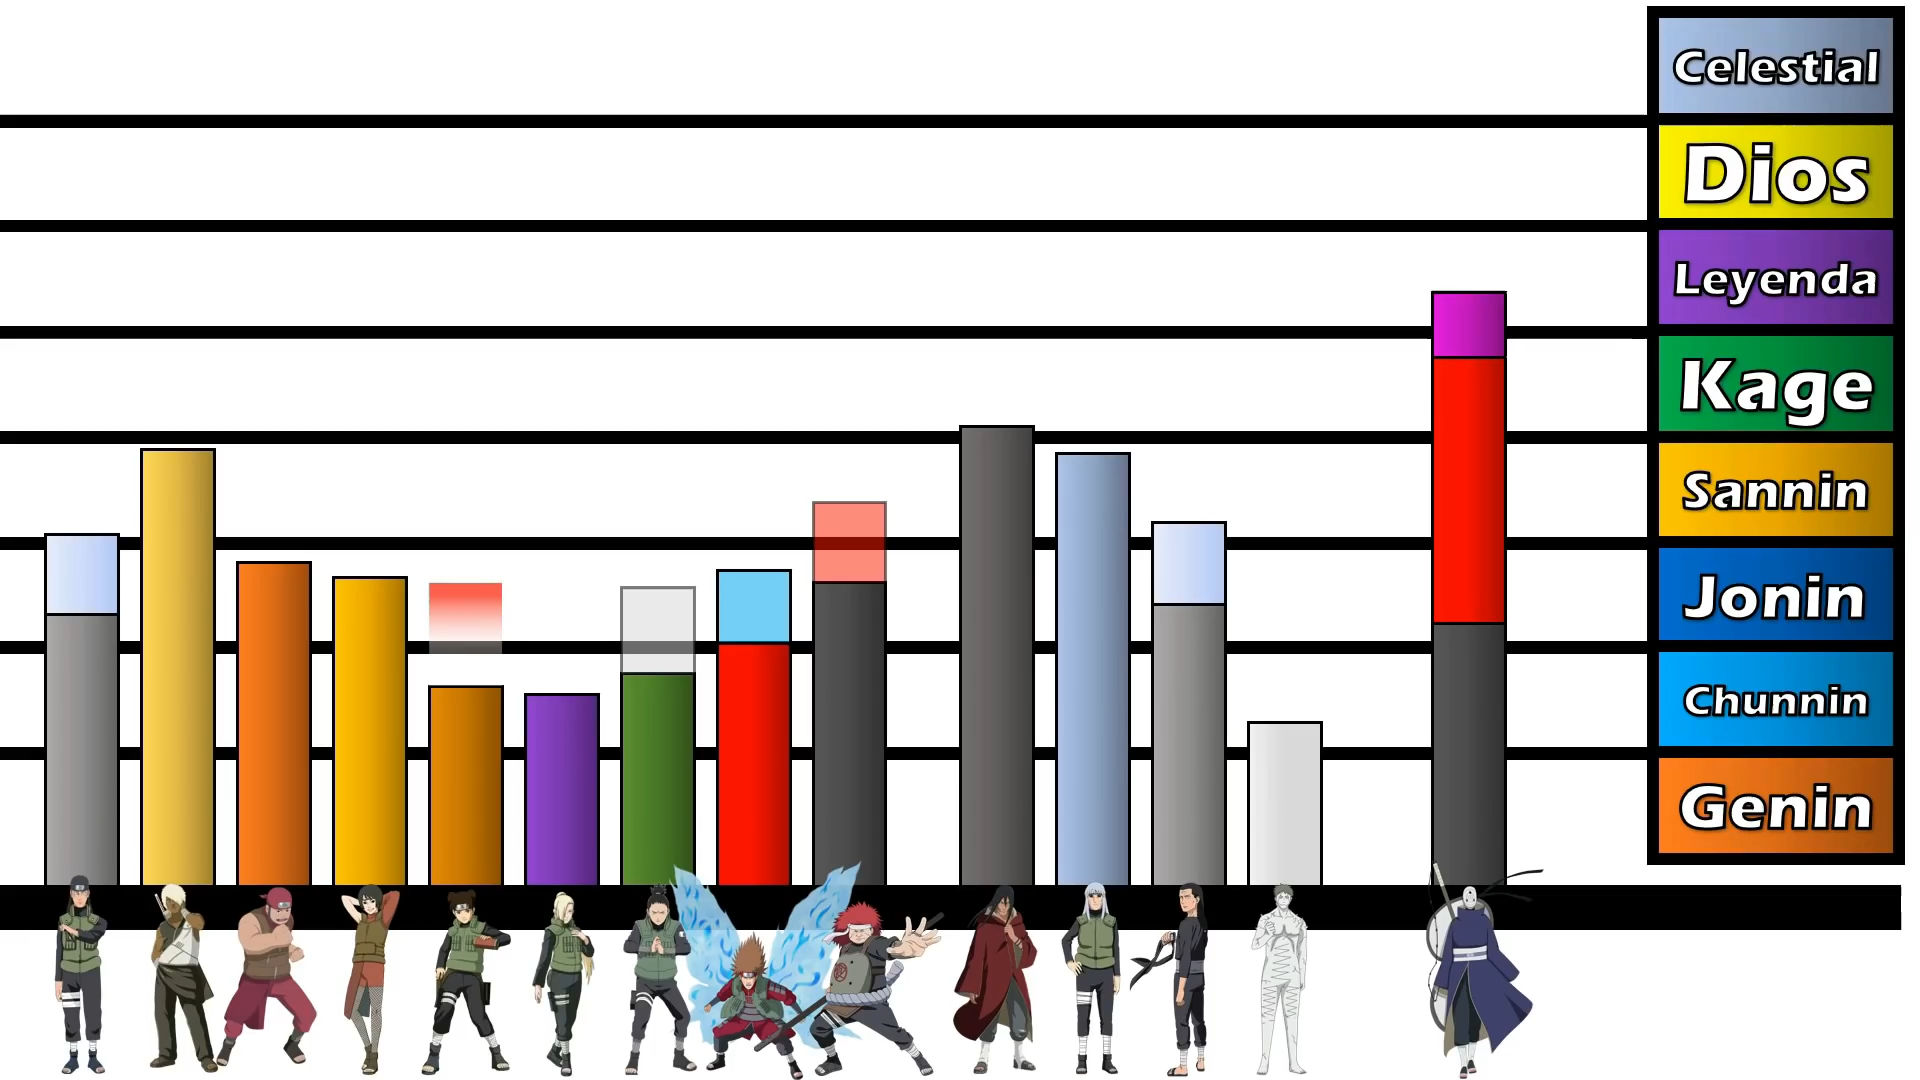 Celestial
Dios
Leyenda
Kage
Sannin
Jonin
Chunnin
Genin